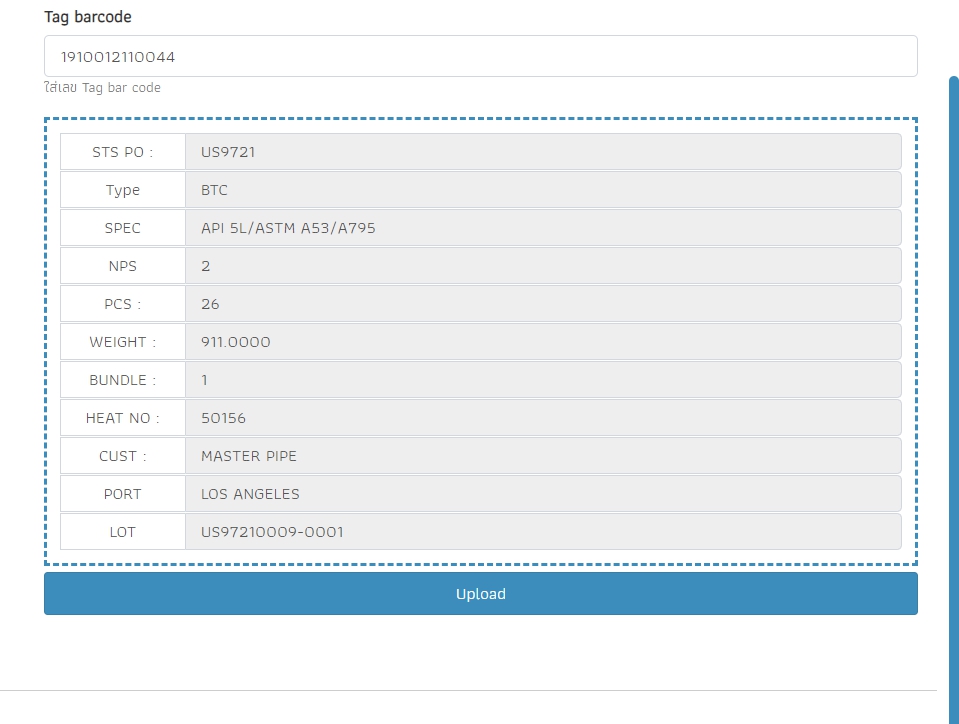 Tag barcode
1910012110044
ใส่เลข Tag bar code
STS PO : US9721
Type BTC
SPEC API 5L/ASTM A53/A795
NPS 2
PCS : 26
WEIGHT : 911.0000
BUNDLE : 1
HEAT NO : 50156
CUST : MASTER PIPE
PORT LOS ANGELES
LOT US97210009-0001
Upload